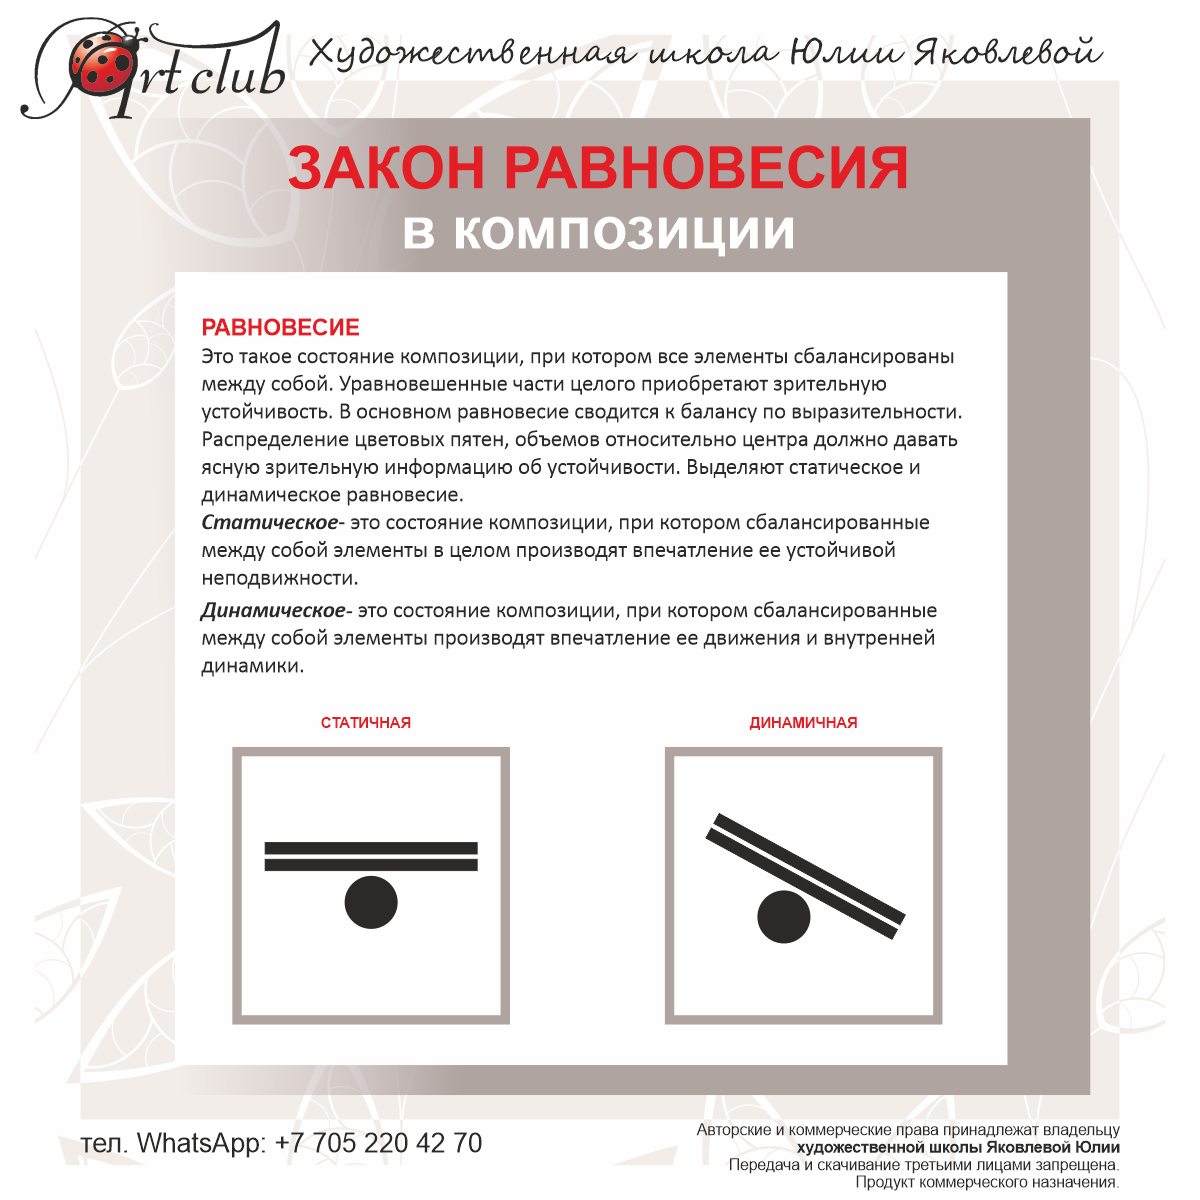 Art club
Художественная школа Юлии Яковлевой
ЗАКОН РАВНОВЕСИЯ
в композиции
РАВНОВЕСИЕ
Это такое состояние композиции, при котором все элементы сбалансированы
между собой. Уравновешенные части целого приобретают зрительную
устойчивость. В основном равновесие сводится к балансу по выразительности.
Распределение цветовых пятен, объемов относительно центра должно давать
ясную зрительную информацию об устойчивости. Выделяют статическое и
динамическое равновесие.
Статическое- это состояние композиции, при котором сбалансированные
между собой элементы в целом производят впечатление ее устойчивой
неподвижности.
Динамическое- это состояние композиции, при котором сбалансированные
между собой элементы производят впечатление ее движения и внутренней
динамики.
СТАТИЧНАЯ
ДИНАМИЧНАЯ
тел. WhatsApp: +7 705 220 42 70
Авторские и коммерческие права принадлежат владельцу
художественной школы Яковлевой Юлии
Передача и скачивание третьими лицами запрещена.
Продукт коммерческого назначения.